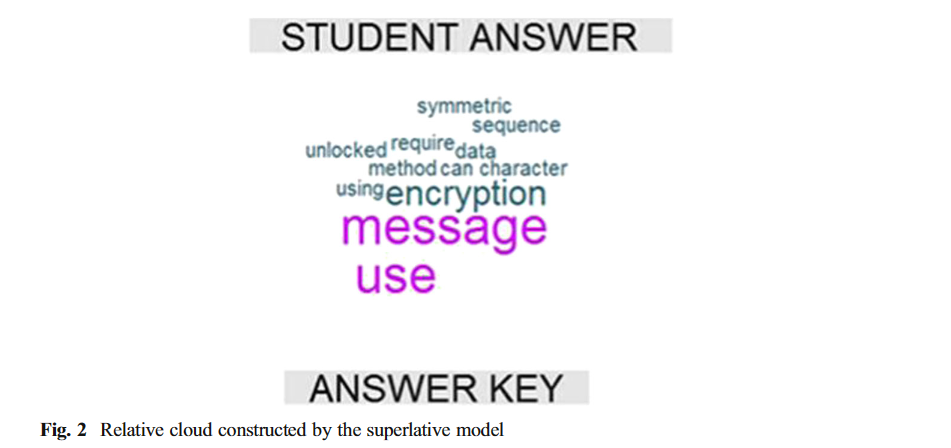 STUDENT ANSWER
symmetric
sequence
unlocked require data
method can character
using encryption
message
use
ANSWER KEY
Fig. 2 Relative cloud constructed by the superlative model